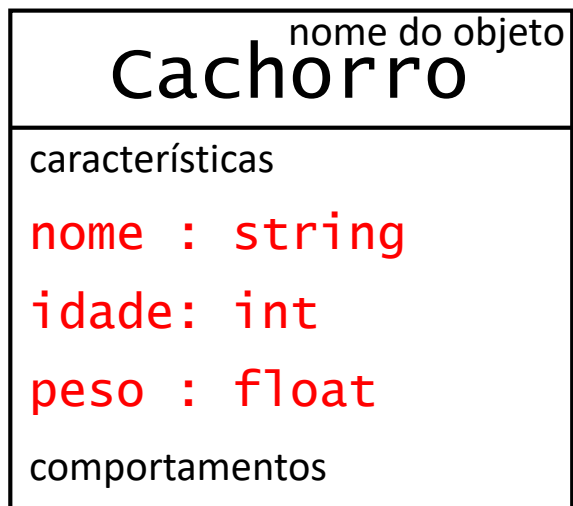 nome do objeto
Cachorro
características
nome : string
idade: int
peso : float
comportamentos